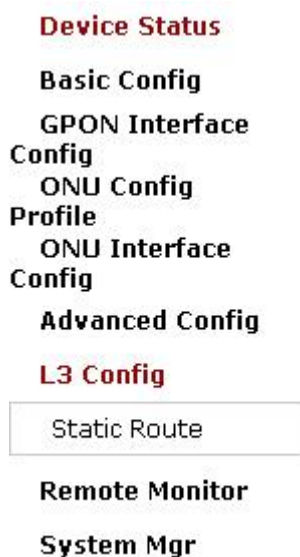 Device Status
Basic Config
GPON Interface
Config
ONU Config
Profile
ONU Interface
Config
Advanced Config
L3 Config
Static Route
Remote Monitor
System Mgr